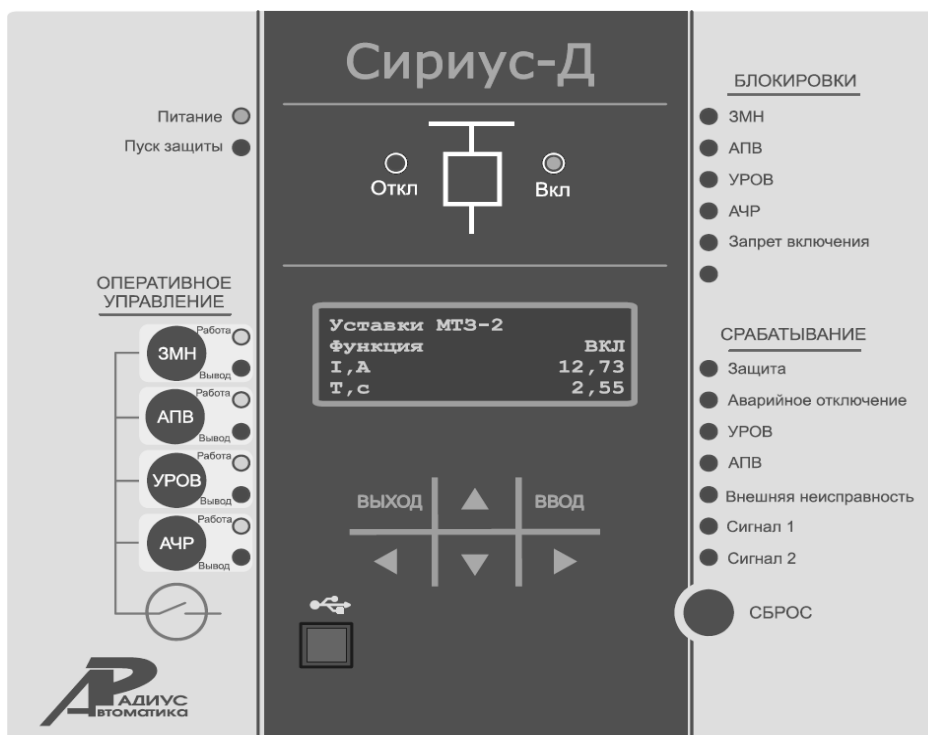 Сириус-Д
Питание
Пуск защиты
Откл
Вкл
БЛОКИРОВКИ
ЗМН
АПВ
УРОВ
АЧР
Запрет включения
ОПЕРАТИВНОЕ
УПРАВЛЕНИЕ
Работа
ЗМН
Вывод
Работа
АПВ
Вывод
Работа
УРОВ
Вывод
Работа
АЧР
Вывод
Уставки МТЗ-2
Функция ВКЛ
I,А 12,73
Т,с 2,55
ВЫХОД
ВВОД
СРАБАТЫВАНИЕ
Защита
Аварийное отключение
УРОВ
АПВ
Внешняя неисправность
Сигнал 1
Сигнал 2
СБРОС
РАДИУС
Автоматика